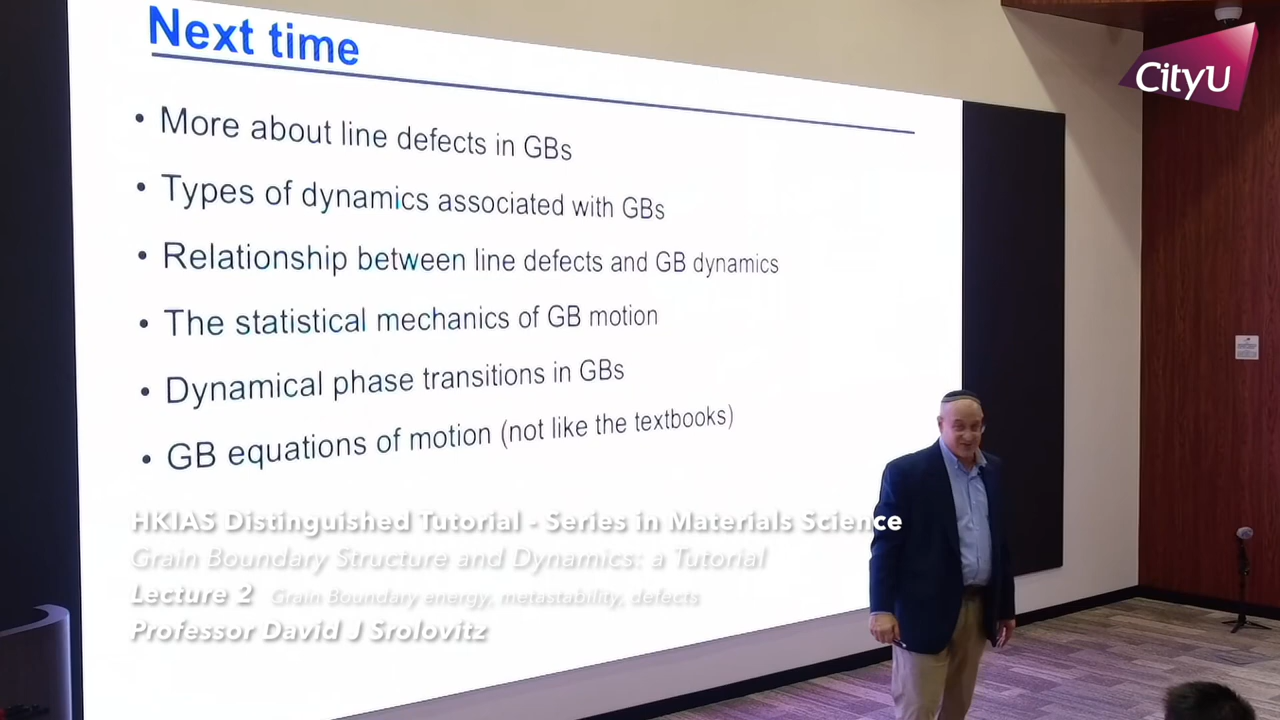 Next time
• More about line defects in GBs
• Types of dynamics associated with GBs
• Relationship between line defects and GB dynamics
• The statistical mechanics of GB motion
• Dynamical phase transitions in GBs
• GB equations of motion (not like the textbooks)
HKIAS Distinguished Tutorial - Series in Materials Science
Grain Boundary Structure and Dynamics: a Tutorial
Lecture 2 Grain Boundary energy, metastability, defects
Professor David J Srolovitz
CityU